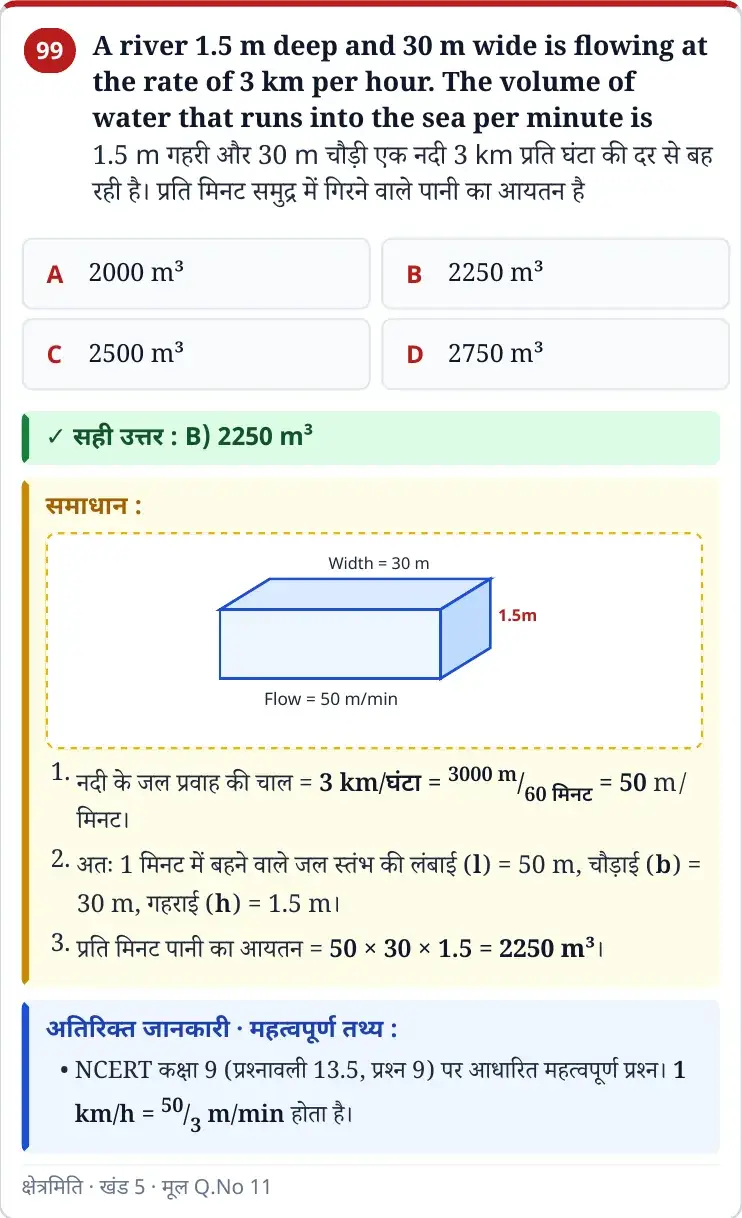 99
A river 1.5 m deep and 30 m wide is flowing at
the rate of 3 km per hour. The volume of
water that runs into the sea per minute is
1.5 m गहरी और 30 m चौड़ी एक नदी 3 km प्रति घंटा की दर से बह
रही है। प्रति मिनट समुद्र में गिरने वाले पानी का आयतन है
A 2000 m³
B 2250 m³
C 2500 m³
D 2750 m³
✓ सही उत्तर : B) 2250 m³
समाधान :
Width = 30 m
1.5m
Flow = 50 m/min
1. नदी के जल प्रवाह की चाल = 3 km/घंटा = 3000 m/60 मिनट = 50 m/
मिनट।
2. अतः 1 मिनट में बहने वाले जल स्तंभ की लंबाई (l) = 50 m, चौड़ाई (b) =
30 m, गहराई (h) = 1.5 m।
3. प्रति मिनट पानी का आयतन = 50 × 30 × 1.5 = 2250 m³।
अतिरिक्त जानकारी · महत्वपूर्ण तथ्य :
• NCERT कक्षा 9 (प्रश्नावली 13.5, प्रश्न 9) पर आधारित महत्वपूर्ण प्रश्न। 1
km/h = 50/3 m/min होता है।
क्षेत्रमिति · खंड 5 · मूल Q.No 11